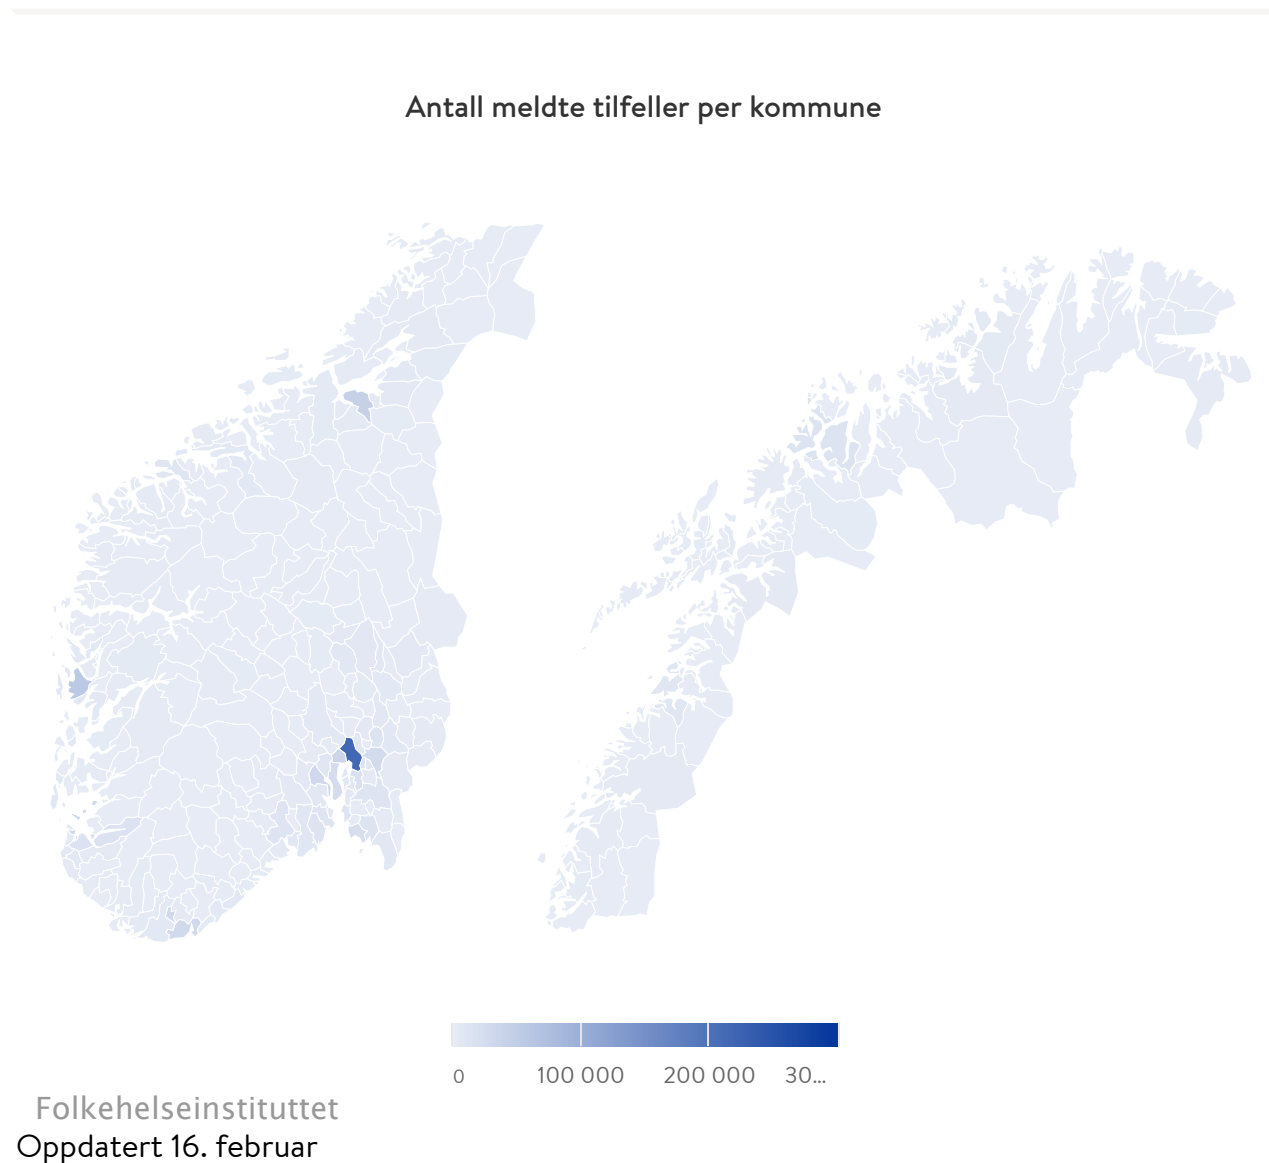 Antall meldte tilfeller per kommune
0 100 000 200 000 30...
Folkehelseinstituttet
Oppdatert 16. februar